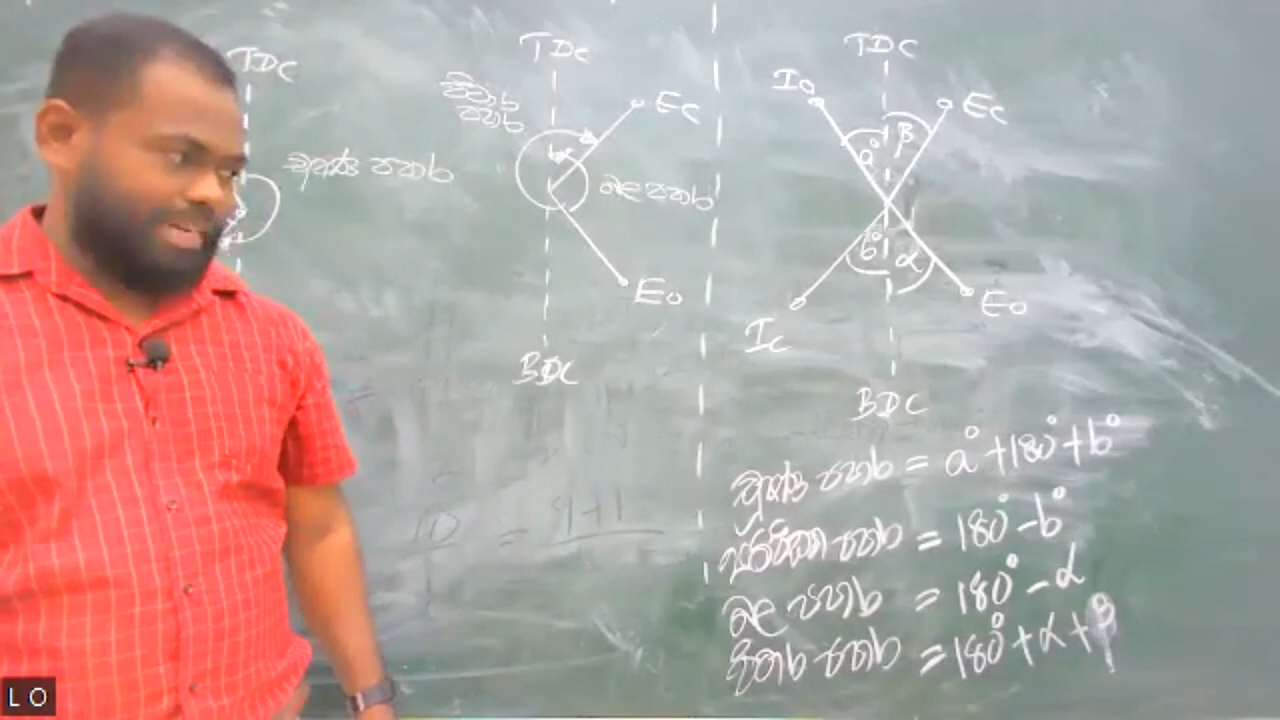 TDC
චූෂණ පහර
TDC
පිටාර
පහර
Ec
බල පහර
Eo
BDC
TDC
Io
Ec
a°
β
b°
α
Ic
Eo
BDC
චූෂණ පහර = a° + 180° + b°
සම්පීඩන පහර = 180° - b°
බල පහර = 180° - α
පිටාර පහර = 180° + α + β
L O